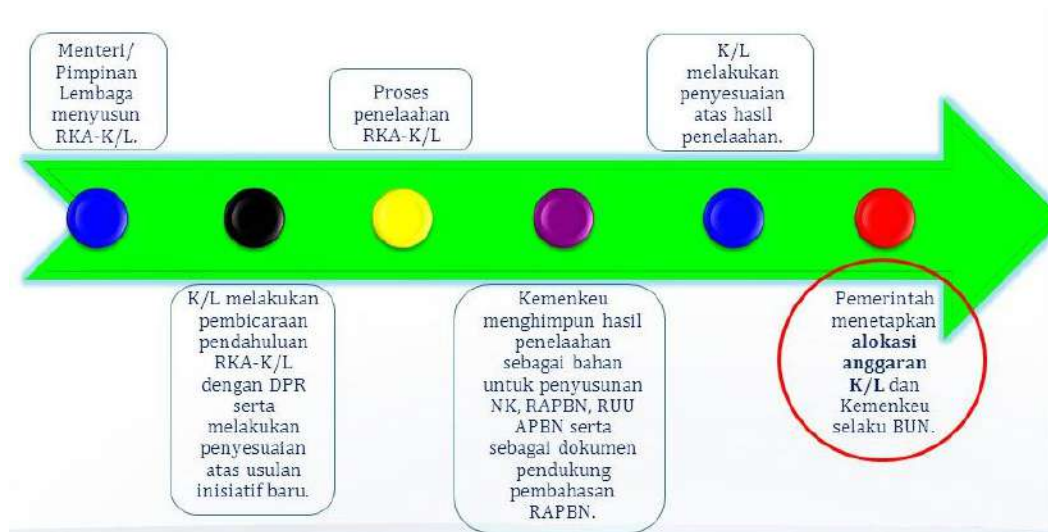 Menteri/
Pimpinan
Lembaga
menyusun
RKA-K/L.
K/L melakukan
pembicaraan
pendahuluan
RKA-K/L
dengan DPR
serta
melakukan
penyesuaian
atas usulan
inisiatif baru.
Proses
penelaahan
RKA-K/L
Kemenkeu
menghimpun hasil
penelaahan
sebagai bahan
untuk penyusunan
NK, RAPBN, RUU
APBN serta
sebagai dokumen
pendukung
pembahasan
RAPBN.
K/L
melakukan
penyesuaian
atas hasil
penelaahan.
Pemerintah
menetapkan
alokasi
anggaran
K/L dan
Kemenkeu
selaku BUN.